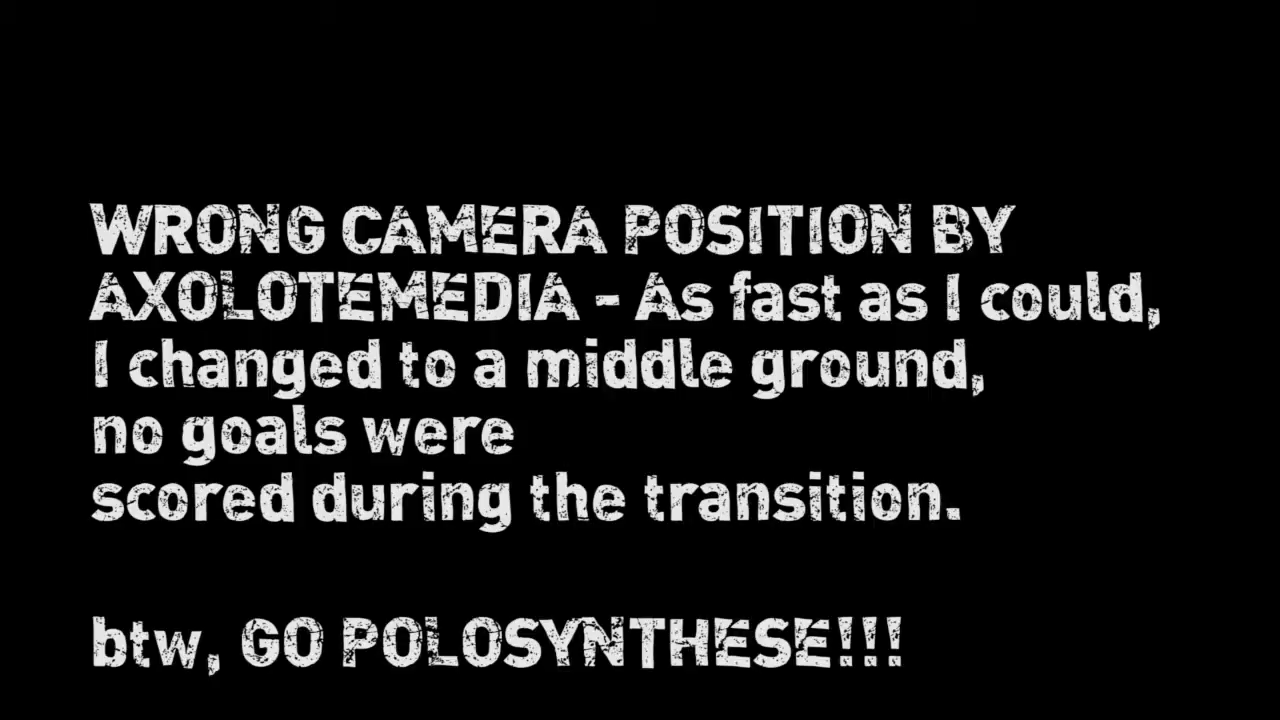 WRONG CAMERA POSITION BY
AXOLOTEMEDIA - As fast as I could,
I changed to a middle ground,
no goals were
scored during the transition.
btw, GO POLOSYNTHESE!!!